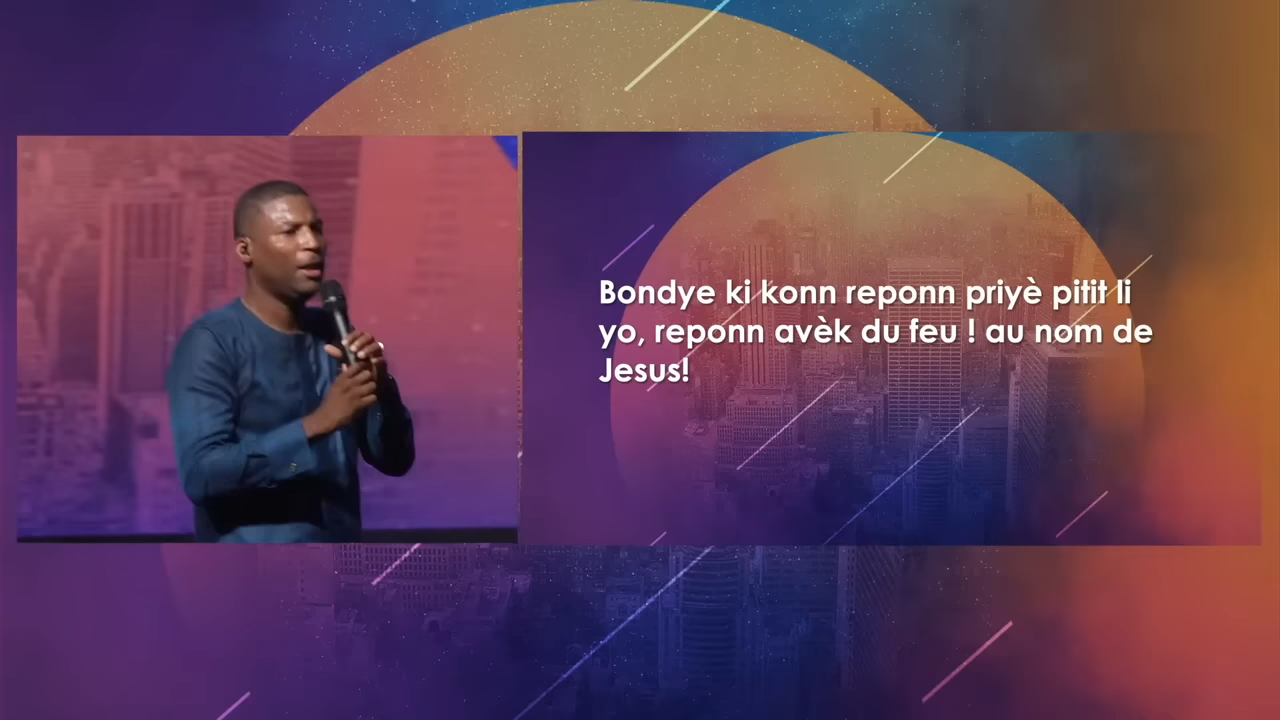 Bondye ki konn reponn priyè pitit li
yo, reponn avèk du feu ! au nom de
Jesus!